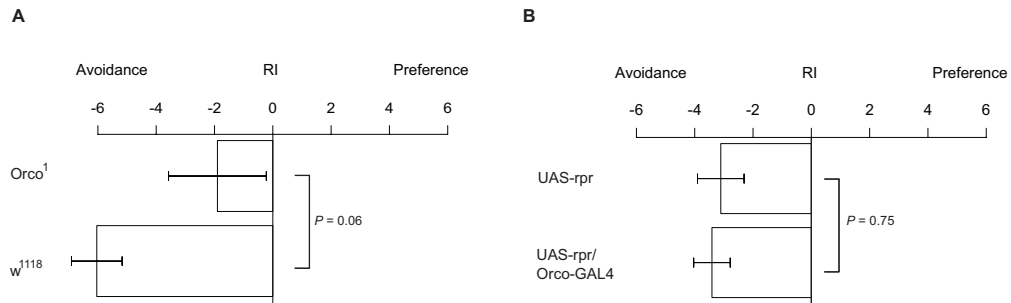 A
Avoidance RI Preference
-6 -4 -2 0 2 4 6
Orco¹
P = 0.06
w¹¹¹⁸
B
Avoidance RI Preference
-6 -4 -2 0 2 4 6
UAS-rpr
P = 0.75
UAS-rpr/
Orco-GAL4